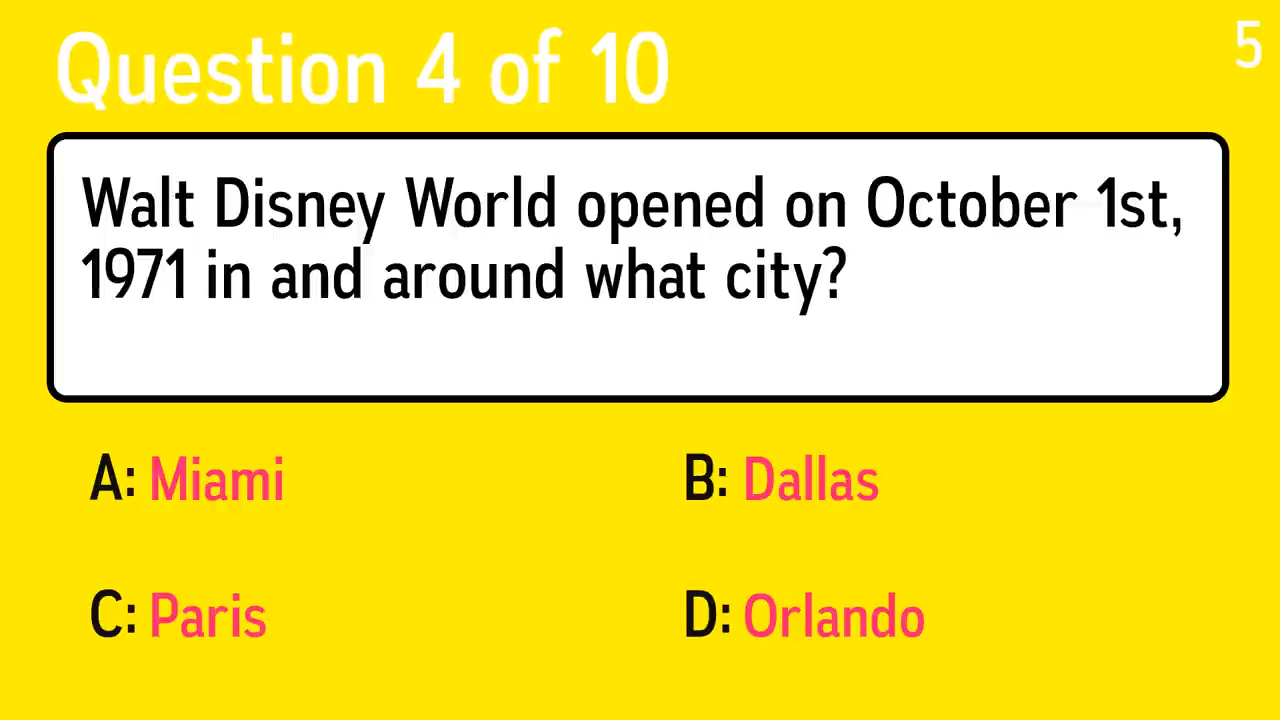 Question 4 of 10
5
Walt Disney World opened on October 1st,
1971 in and around what city?
A: Miami
B: Dallas
C: Paris
D: Orlando